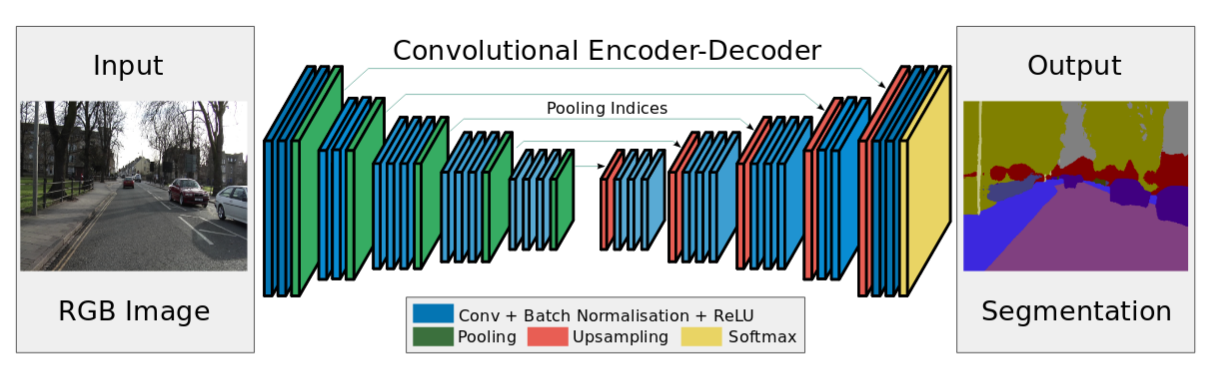 Convolutional Encoder-Decoder
Input
Output
Pooling Indices
RGB Image
Segmentation
Conv + Batch Normalisation + ReLU
Pooling
Upsampling
Softmax